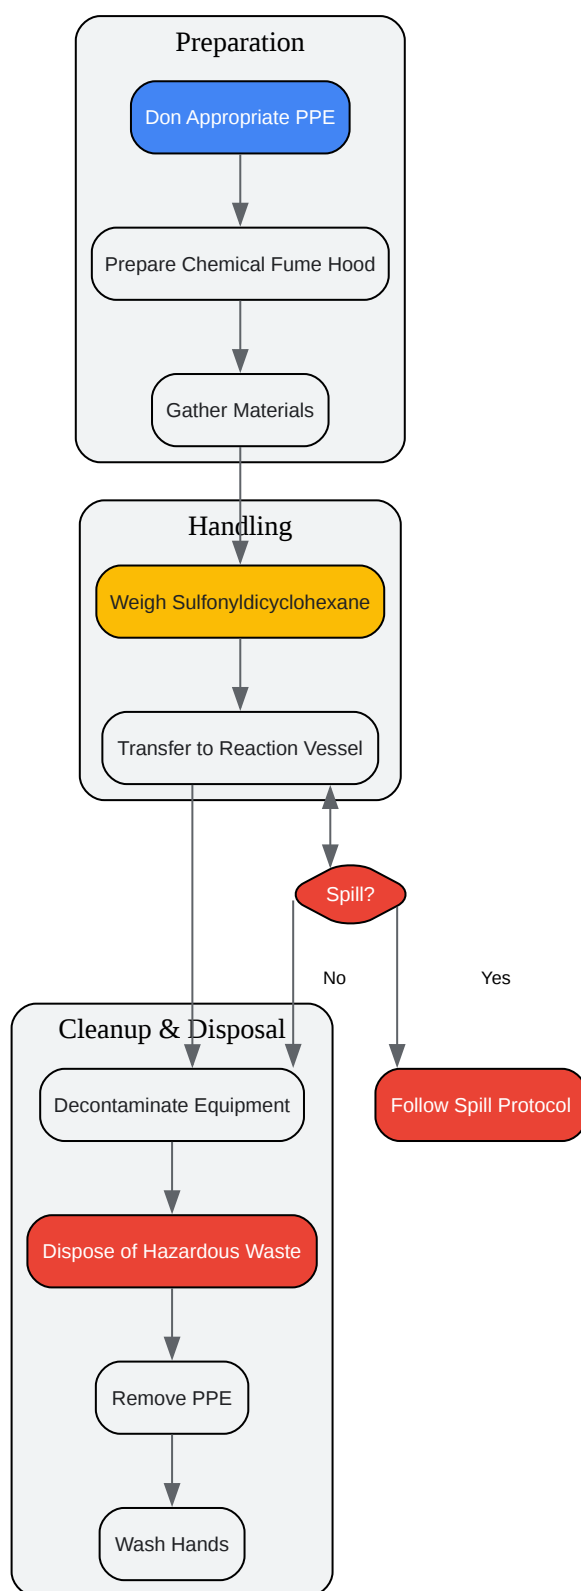 Preparation
Don Appropriate PPE
Prepare Chemical Fume Hood
Gather Materials
Handling
Weigh Sulfonyldicyclohexane
Transfer to Reaction Vessel
Spill?
No
Yes
Cleanup & Disposal
Decontaminate Equipment
Follow Spill Protocol
Dispose of Hazardous Waste
Remove PPE
Wash Hands